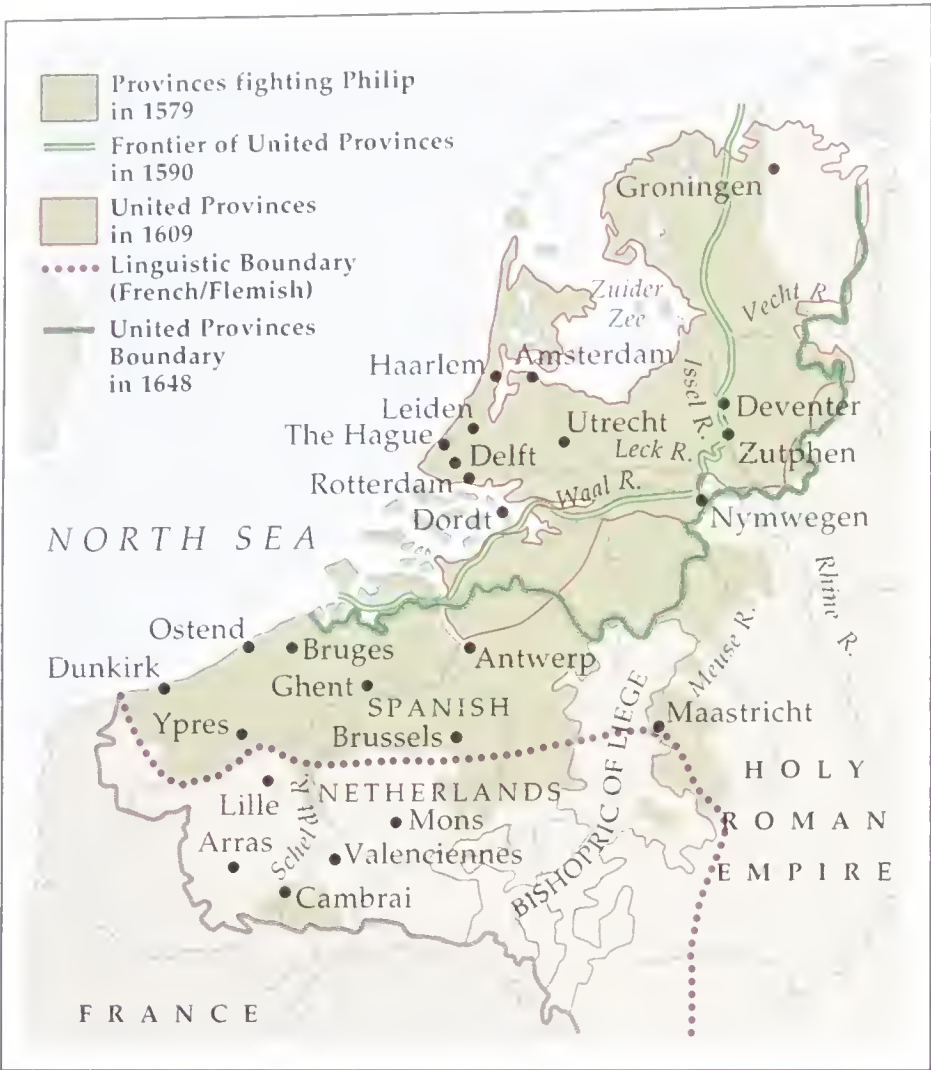 Provinces fighting Philip
in 1579
Frontier of United Provinces
in 1590
United Provinces
in 1609
Linguistic Boundary
(French/Flemish)
United Provinces
Boundary
in 1648
Groningen
Zuider
Zee
Vecht R
Haarlem
Amsterdam
Issel R.
Leiden
Deventer
The Hague
Utrecht
Delft
Leck R.
Zutphen
Rotterdam
Waal R.
Dordt
Nymwegen
NORTH SEA
Rhine R.
Ostend
Bruges
Antwerp
Meuse R.
Dunkirk
Ghent
SPANISH
Maastricht
Ypres
Brussels
BISHOPRIC OF LIEGE
HOLY
Lille
NETHERLANDS
Scheldt R.
Mons
ROMAN
Arras
Valenciennes
EMPIRE
Cambrai
FRANCE